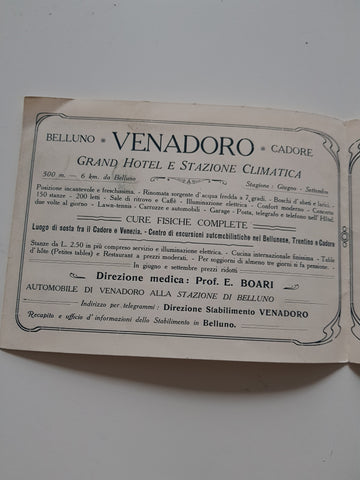 BELLUNO • VENADORO • CADORE
GRAND HOTEL E STAZIONE CLIMATICA
500 m. — 6 km. da Belluno Stagione: Giugno - Settembre
Posizione incantevole e freschissima. - Rinomata sorgente d'acqua fredda a 7 gradi. - Boschi d'abeti e larici.
150 stanze - 200 letti - Sale di ritrovo e Caffè - Illuminazione elettrica - Confort moderno - Concerto
due volte al giorno - Lawn-tennis - Carrozze e automobili - Garage - Posta, telegrafo e telefono nell'Hôtel.
CURE FISICHE COMPLETE
Luogo di sosta fra il Cadore e Venezia. - Centro di escursioni automobilistiche nel Bellunese, Trentino e Cadore
Stanze da L. 2.50 in più compreso servizio e illuminazione elettrica. - Cucina internazionale finissima. - Table
d'hôte (Petites tables) e Restaurant a prezzi moderati. - Per soggiorni di almeno tre giorni si fa pensione. -
In giugno e settembre prezzi ridotti
Direzione medica: Prof. E. BOARI
AUTOMOBILE DI VENADORO ALLA STAZIONE DI BELLUNO
Indirizzo per telegrammi: Direzione Stabilimento VENADORO
Recapito e ufficio d'informazioni dello Stabilimento in Belluno.